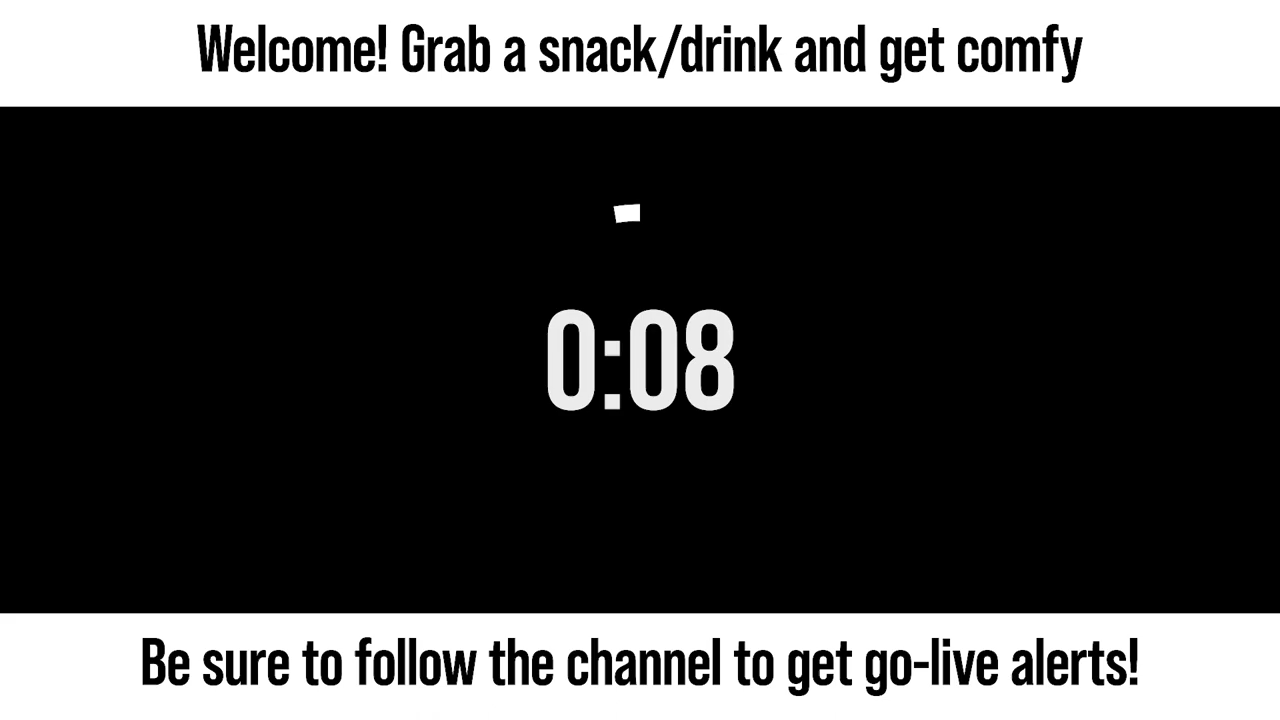 Welcome! Grab a snack/drink and get comfy
0:08
Be sure to follow the channel to get go-live alerts!